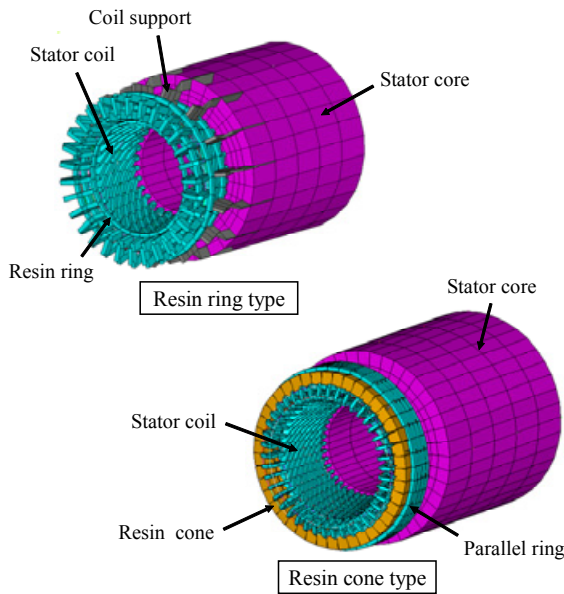 Coil support
Stator coil
Stator core
Resin ring
Resin ring type
Stator core
Stator coil
Resin cone
Parallel ring
Resin cone type